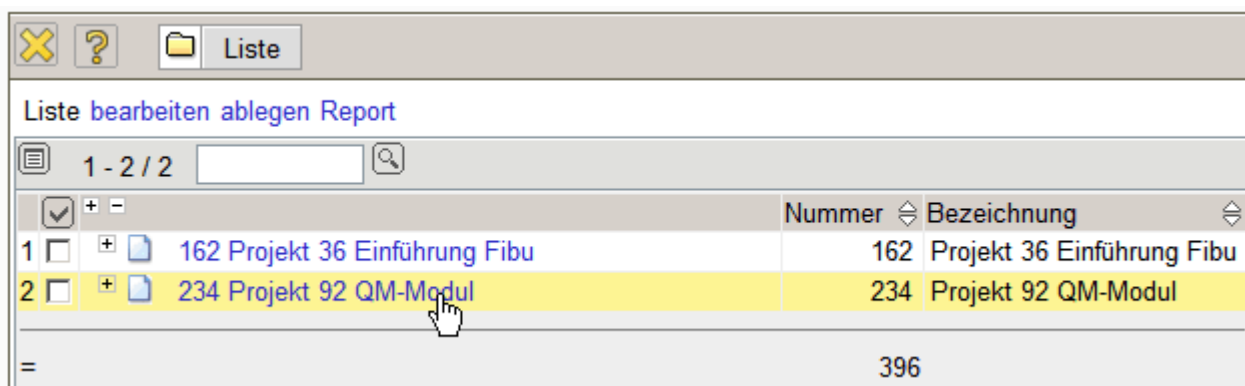 Liste
Liste bearbeiten ablegen Report
1 - 2 / 2
Nummer Bezeichnung
1 162 Projekt 36 Einführung Fibu 162 Projekt 36 Einführung Fibu
2 234 Projekt 92 QM-Modul 234 Projekt 92 QM-Modul
= 396